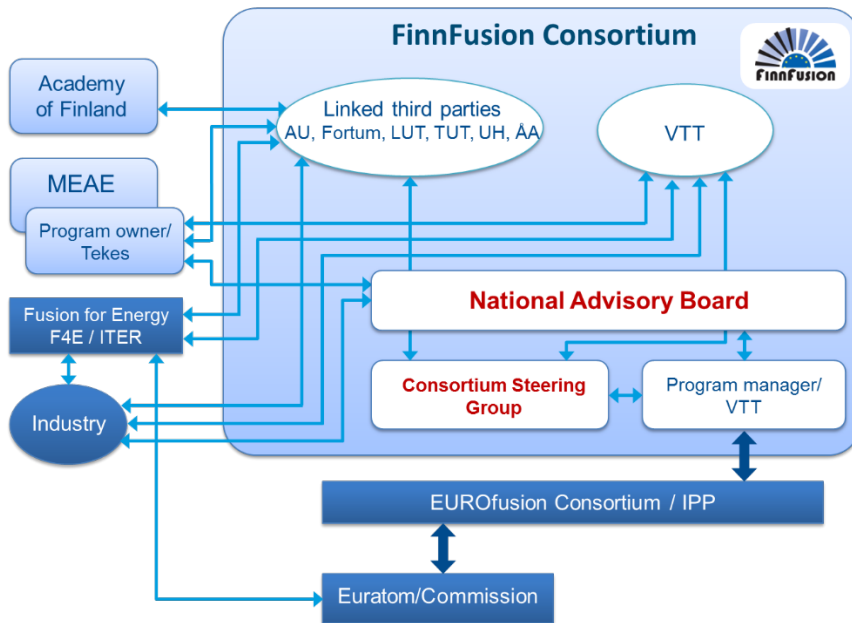 FinnFusion Consortium
FINNFUSION
Academy
of Finland
Linked third parties
AU, Fortum, LUT, TUT, UH, ÅA
VTT
MEAE
Program owner/
Tekes
National Advisory Board
Fusion for Energy
F4E / ITER
Consortium Steering
Group
Program manager/
VTT
Industry
EUROfusion Consortium / IPP
Euratom/Commission